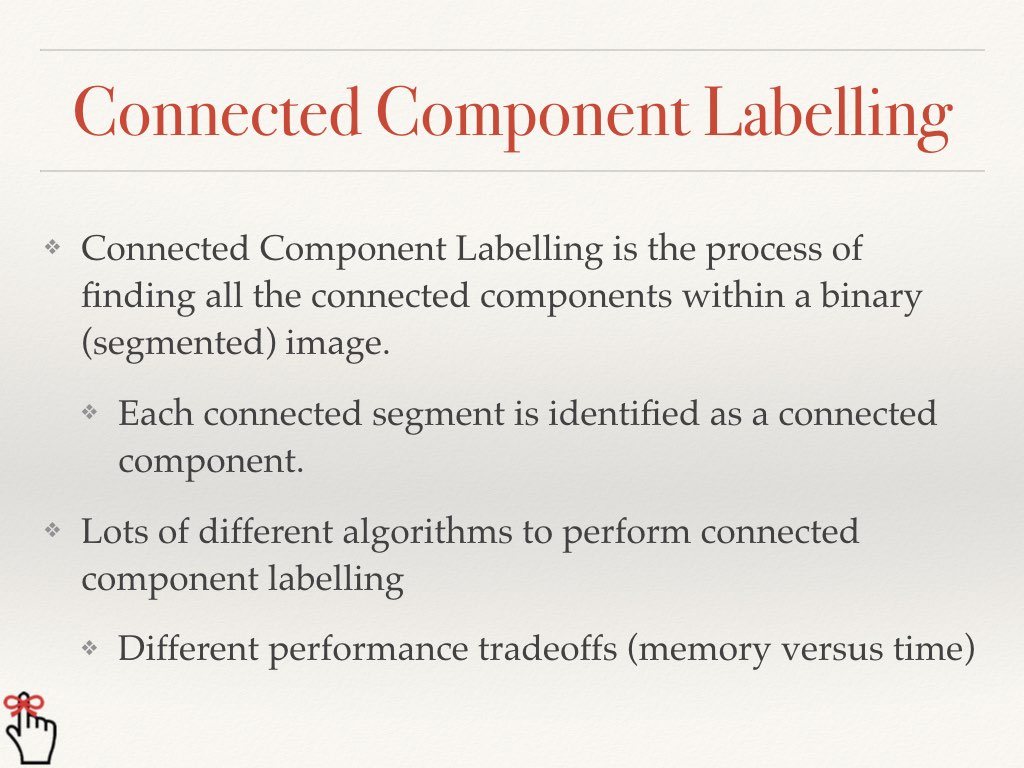 Connected Component Labelling
❖ Connected Component Labelling is the process of
finding all the connected components within a binary
(segmented) image.
❖ Each connected segment is identified as a connected
component.
❖ Lots of different algorithms to perform connected
component labelling
❖ Different performance tradeoffs (memory versus time)